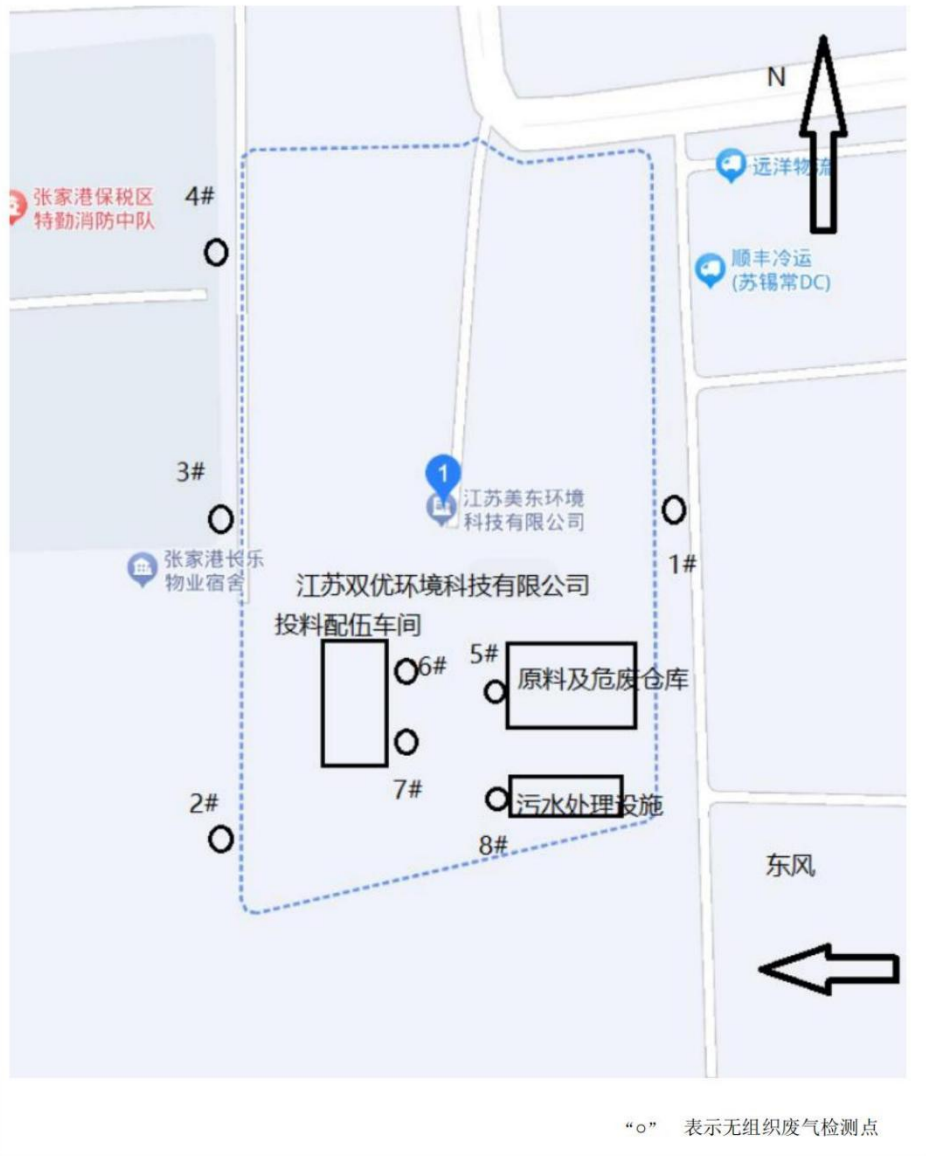 N
远洋物流
4#
张家港保税区
特勤消防中队
顺丰冷运
(苏锡常DC)
3#
1
江苏美东环境
科技有限公司
张家港长乐
物业宿舍
1#
江苏双优环境科技有限公司
投料配伍车间
6#
5#
原料及危废仓库
7#
2#
污水处理设施
8#
东风
“○” 表示无组织废气检测点